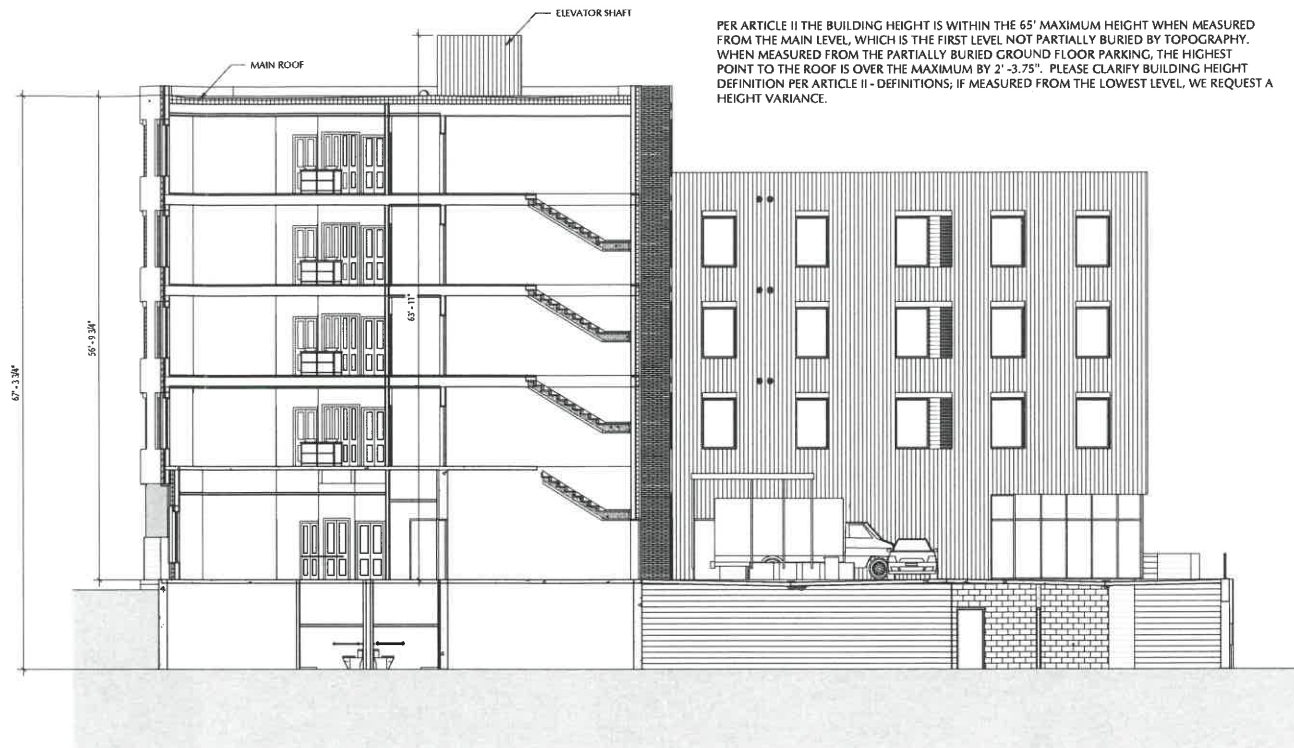 ELEVATOR SHAFT
PER ARTICLE II THE BUILDING HEIGHT IS WITHIN THE 65' MAXIMUM HEIGHT WHEN MEASURED
FROM THE MAIN LEVEL, WHICH IS THE FIRST LEVEL NOT PARTIALLY BURIED BY TOPOGRAPHY.
WHEN MEASURED FROM THE PARTIALLY BURIED GROUND FLOOR PARKING, THE HIGHEST
POINT TO THE ROOF IS OVER THE MAXIMUM BY 2' -3.75". PLEASE CLARIFY BUILDING HEIGHT
DEFINITION PER ARTICLE II - DEFINITIONS; IF MEASURED FROM THE LOWEST LEVEL, WE REQUEST A
HEIGHT VARIANCE.
MAIN ROOF
67' - 3 3/4"
56' - 9 3/4"
63' - 11"